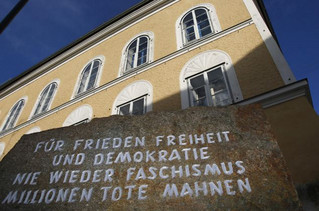 FÜR FRIEDEN FREIHEIT
UND DEMOKRATIE
NIE WIEDER FASCHISMUS
MILLIONEN TOTE MAHNEN